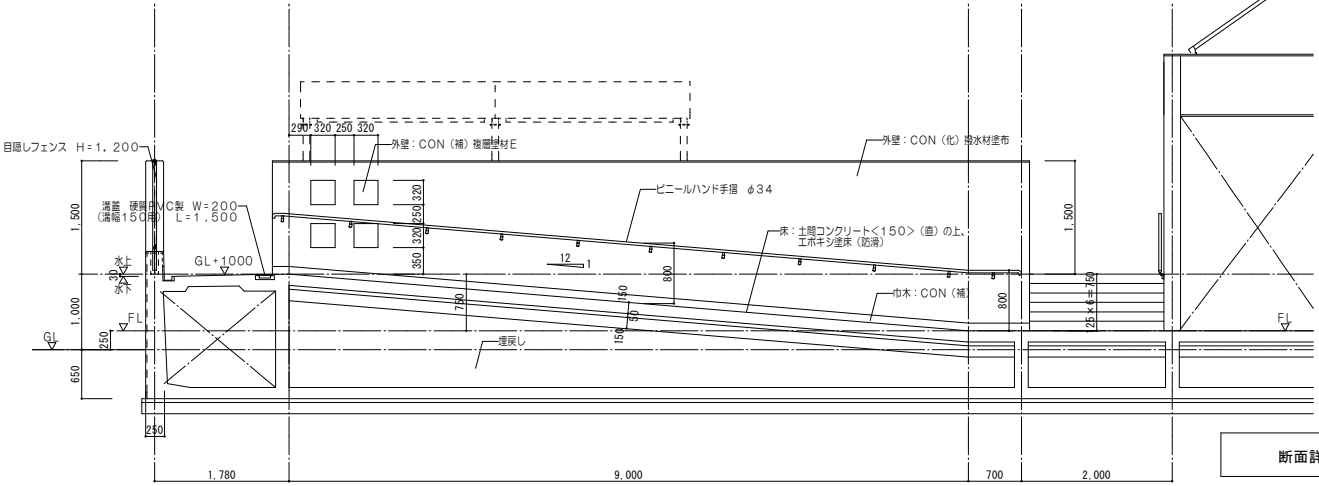 290 320 250 320
目隠しフェンス H=1,200
外壁：CON（補）複層塗材E
外壁：CON（化）撥水材塗布
溝蓋 硬質PVC製 W=200
（溝幅150用） L=1,500
ビニールハンド手摺 φ34
床：土間コンクリート<150>（直）の上、
エポキシ塗床（防滑）
320
250
320
350
1,500
1,500
水上
30
水下
GL+1000
12
1
800
750
150
50
150
巾木：CON（補）
800
125×6=750
1,000
FL
FL
250
GL
埋戻し
650
250
1,780
9,000
700
2,000
断面詳